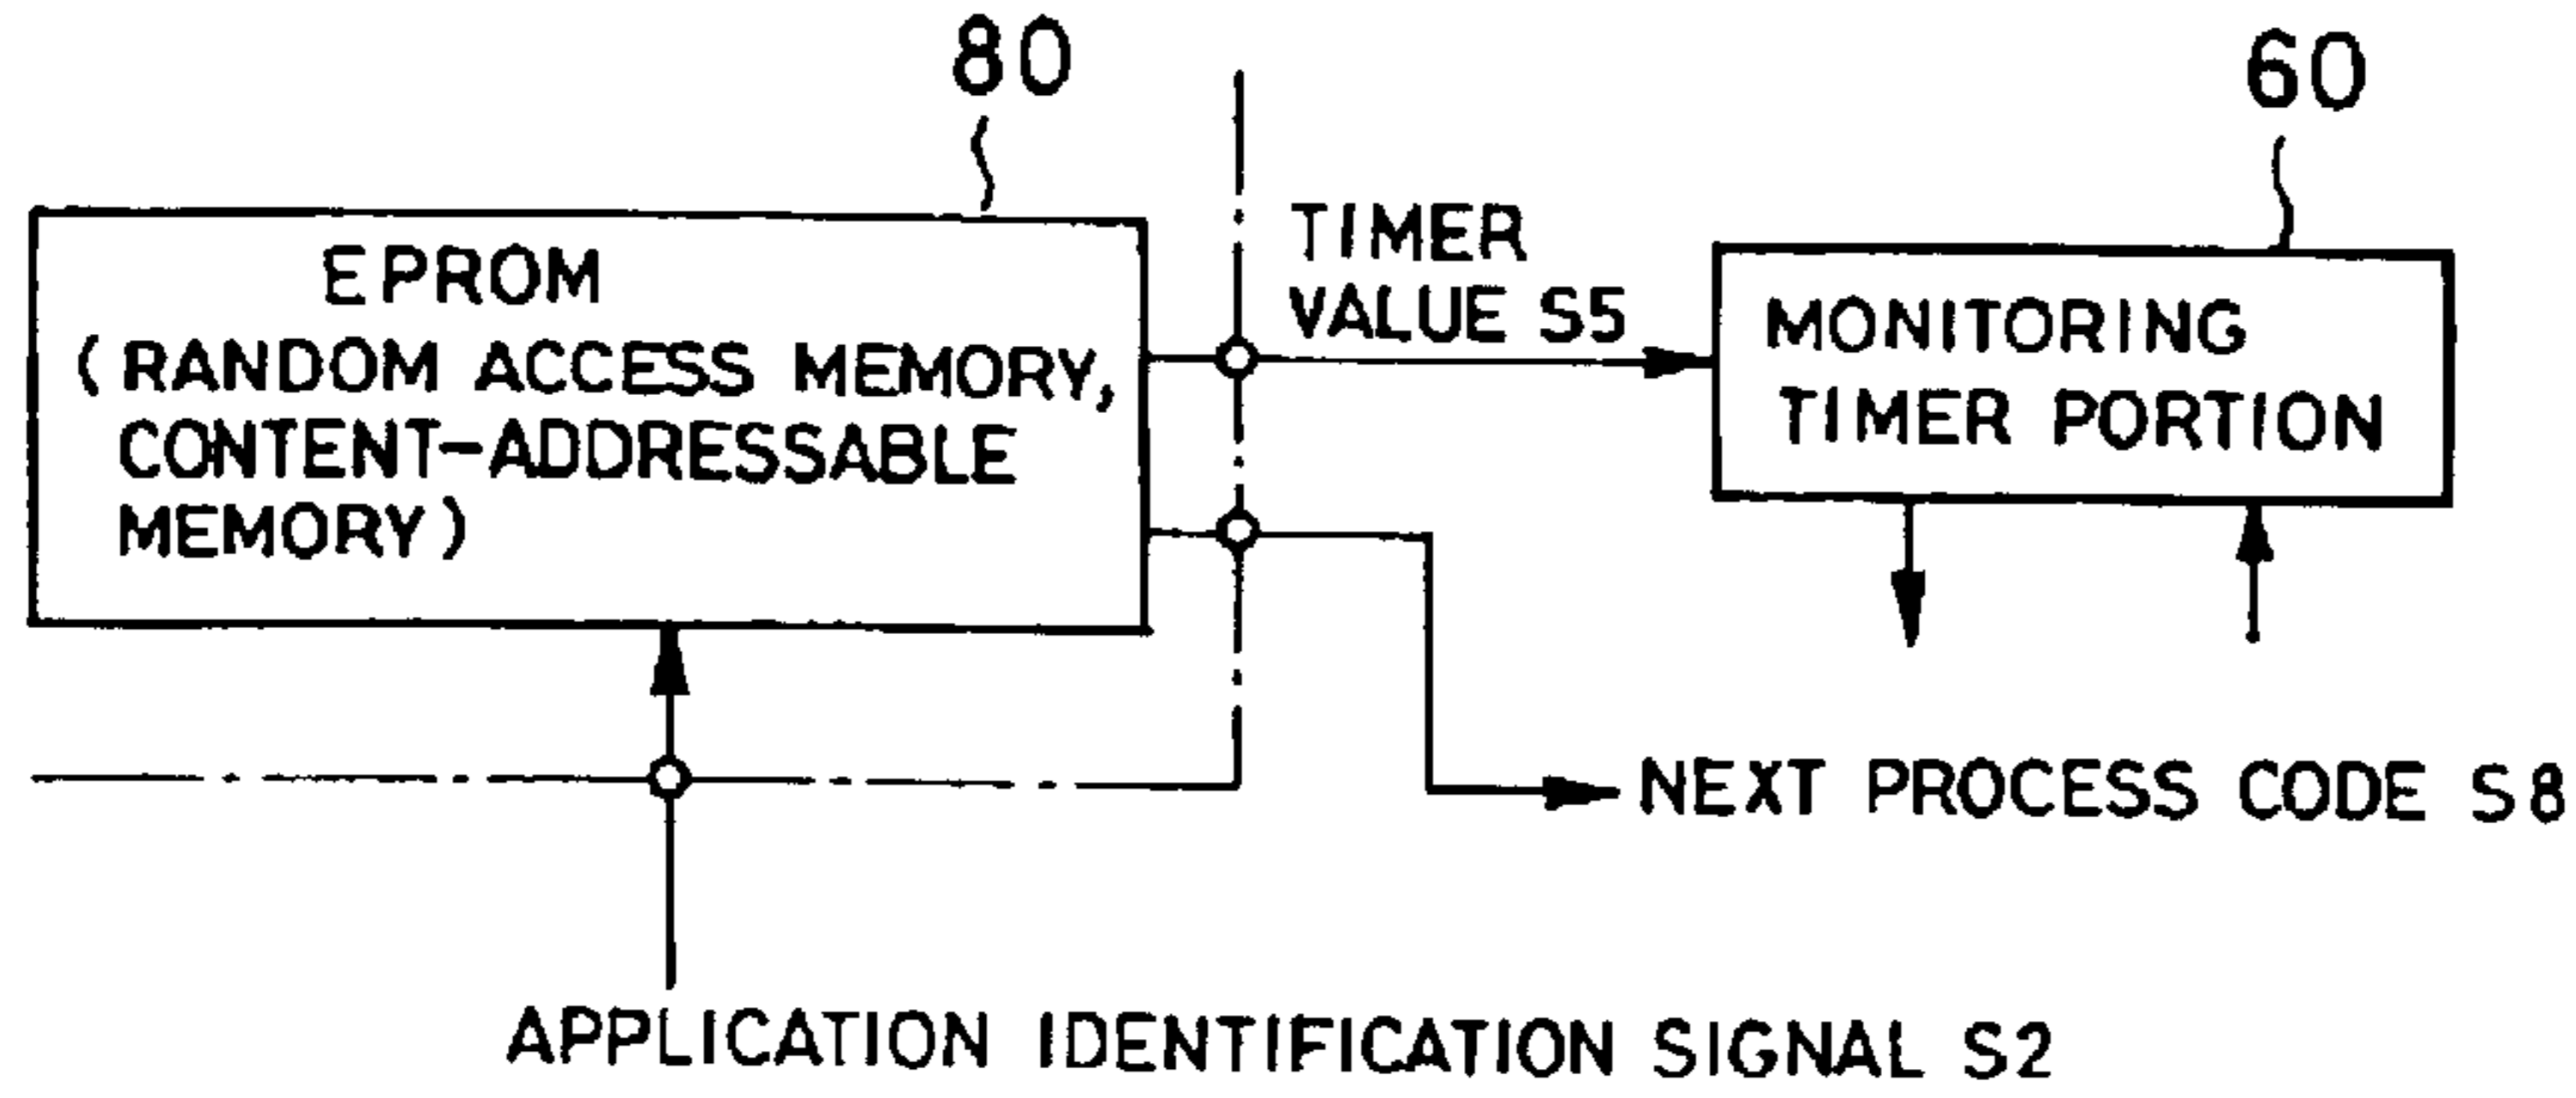 80
60
EPROM
(RANDOM ACCESS MEMORY,
CONTENT-ADDRESSABLE
MEMORY)
TIMER
VALUE S5
MONITORING
TIMER PORTION
NEXT PROCESS CODE S8
APPLICATION IDENTIFICATION SIGNAL S2